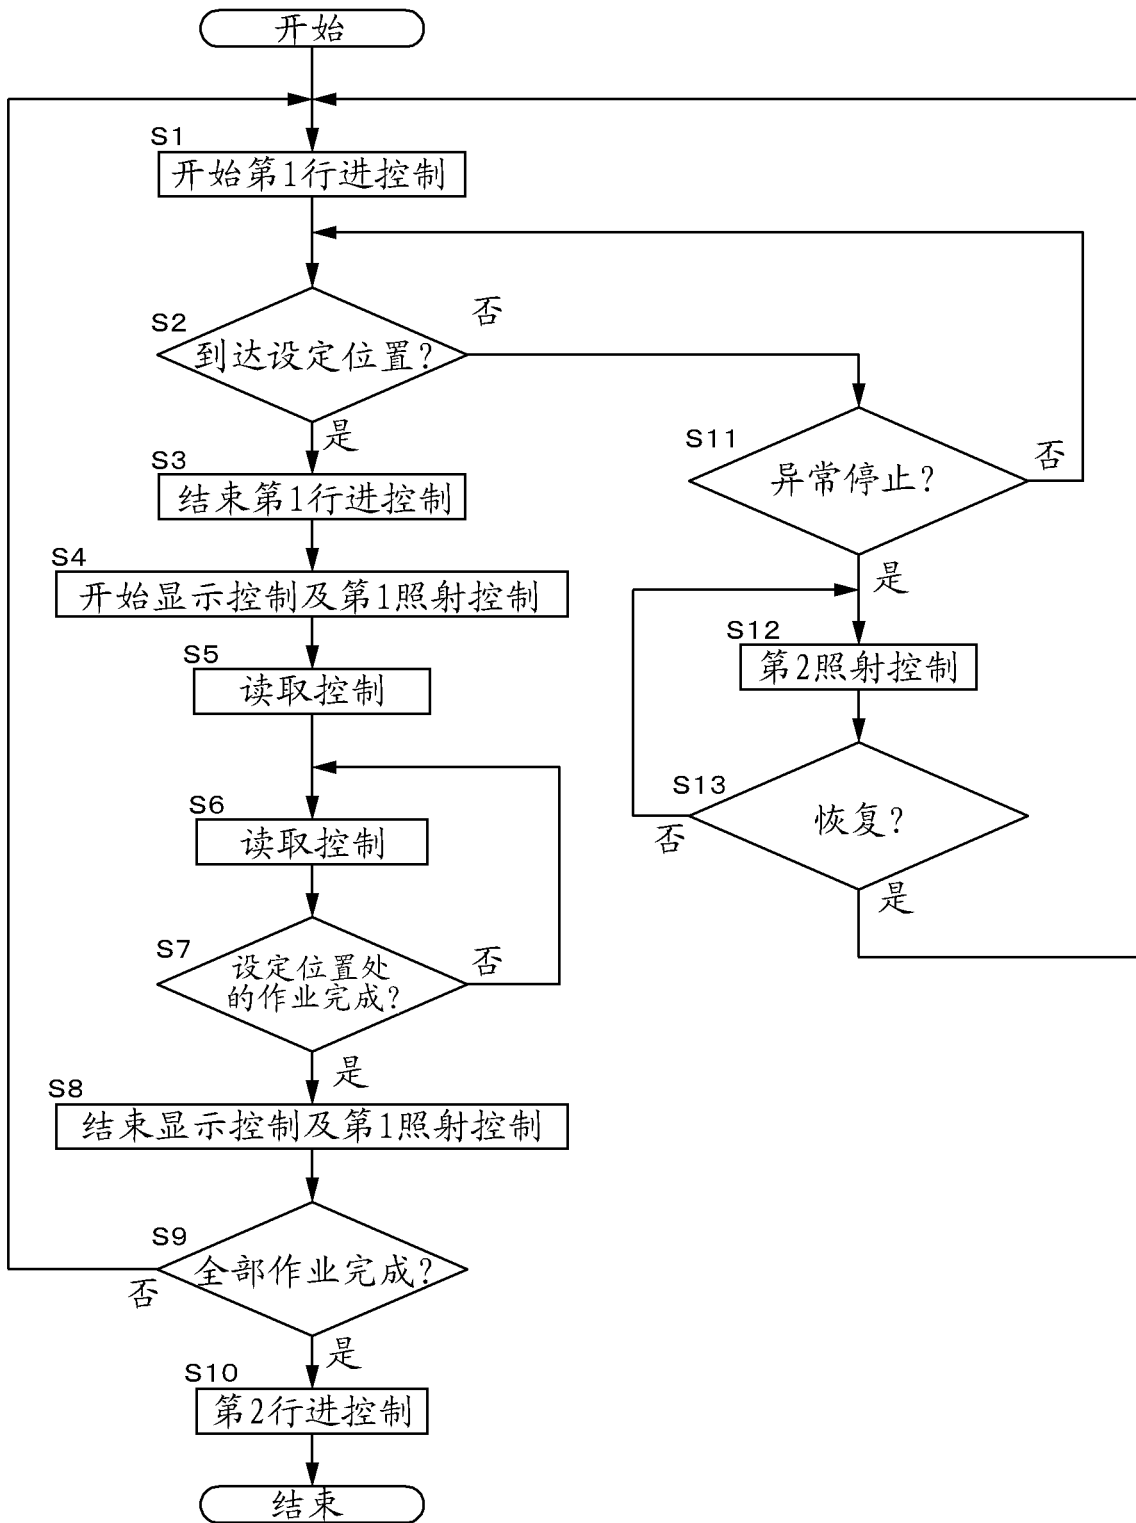 开始
S1
开始第1行进控制
S2
到达设定位置?
否
是
S3
结束第1行进控制
S4
开始显示控制及第1照射控制
S5
读取控制
S6
读取控制
S7
设定位置处
的作业完成?
否
是
S8
结束显示控制及第1照射控制
S9
全部作业完成?
否
是
S10
第2行进控制
结束
S11
异常停止?
否
是
S12
第2照射控制
S13
恢复?
否
是